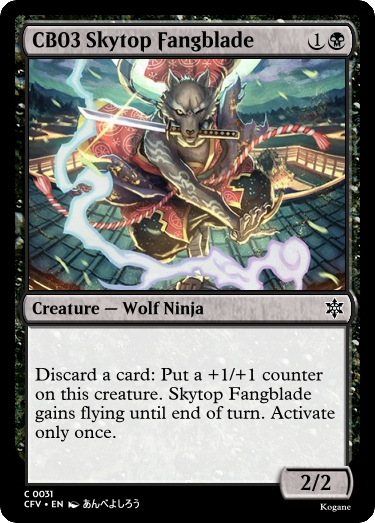 CB03 Skytop Fangblade 1
Creature — Wolf Ninja
Discard a card: Put a +1/+1 counter
on this creature. Skytop Fangblade
gains flying until end of turn. Activate
only once.
2/2
C 0031
CFV • EN あんべよしろう
Kogane